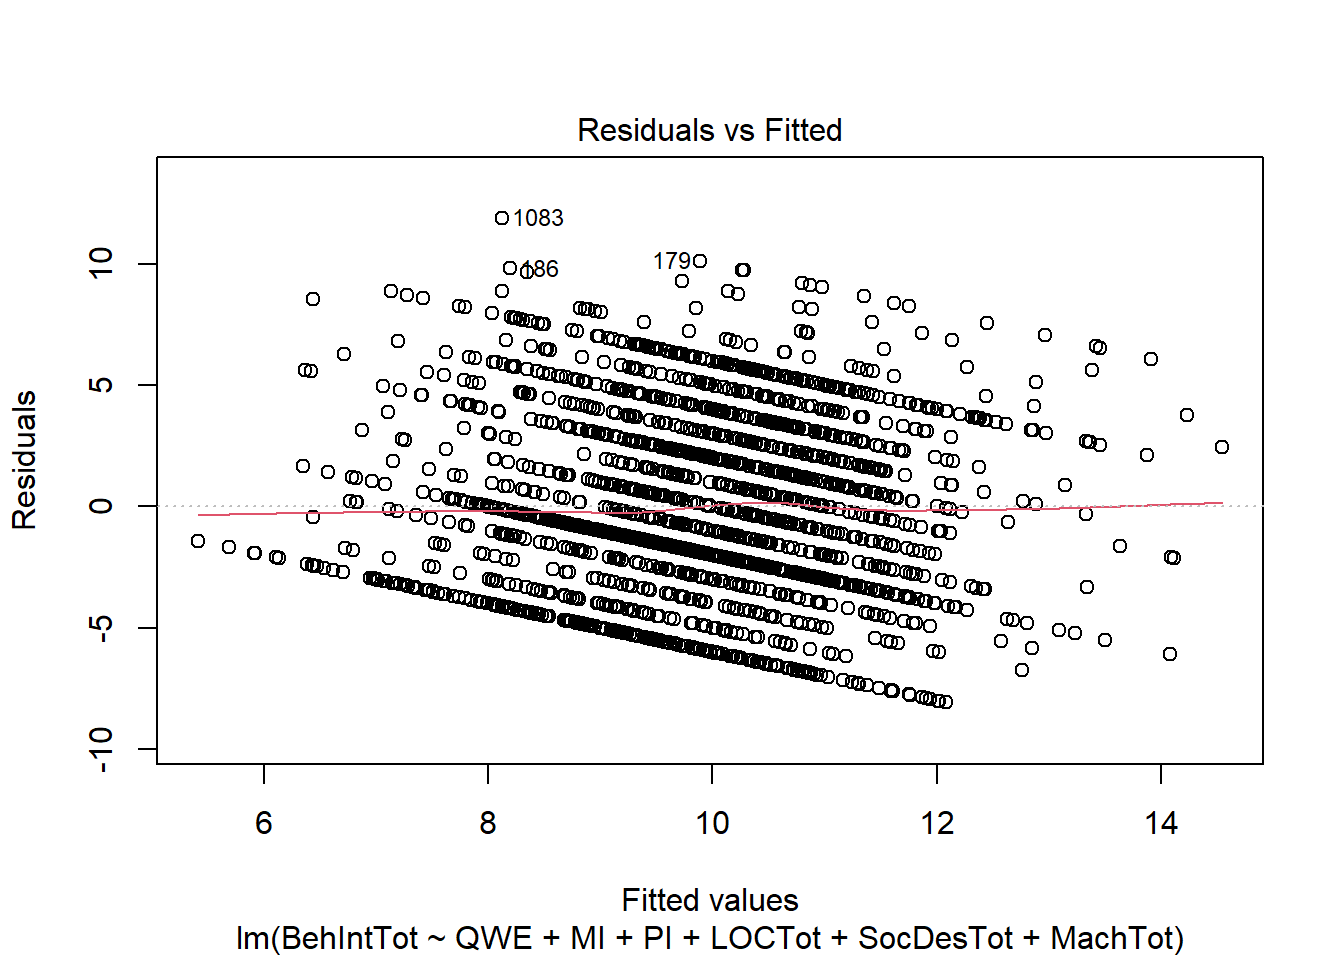 Residuals vs Fitted
Residuals
10
5
0
-5
-10
1083
186
179
6 8 10 12 14
Fitted values
lm(BehIntTot ~ QWE + MI + PI + LOCTot + SocDesTot + MachTot)